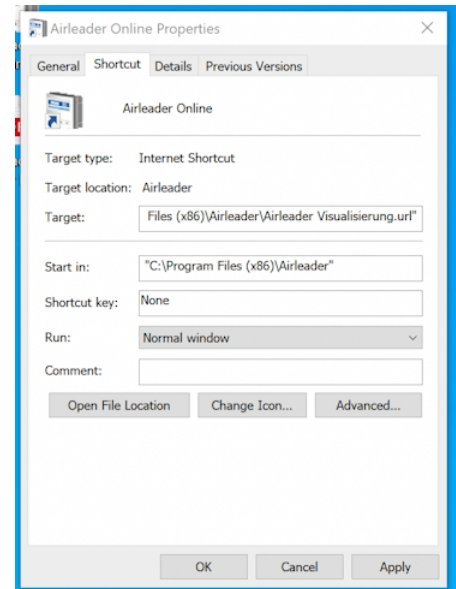 Airleader Online Properties
General Shortcut Details Previous Versions
Airleader Online
Target type: Internet Shortcut
Target location: Airleader
Target: Files (x86)\Airleader\Airleader Visualisierung.url"
Start in: "C:\Program Files (x86)\Airleader"
Shortcut key: None
Run: Normal window
Comment:
Open File Location Change Icon... Advanced...
OK Cancel Apply